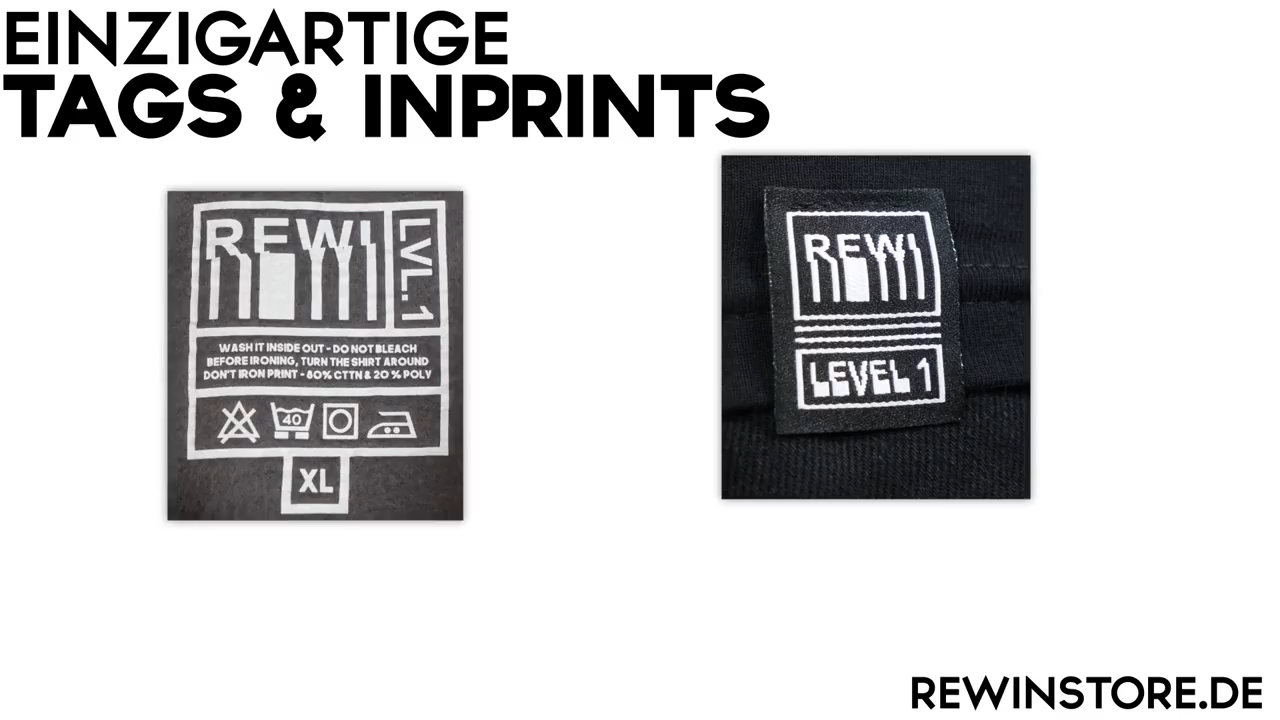 EINZIGARTIGE
TAGS & INPRINTS
REWI
LVL.1
WASH IT INSIDE OUT - DO NOT BLEACH
BEFORE IRONING, TURN THE SHIRT AROUND
DON'T IRON PRINT - 80% CTTN & 20 % POLY
40
XL
REWI
LEVEL 1
REWINSTORE.DE